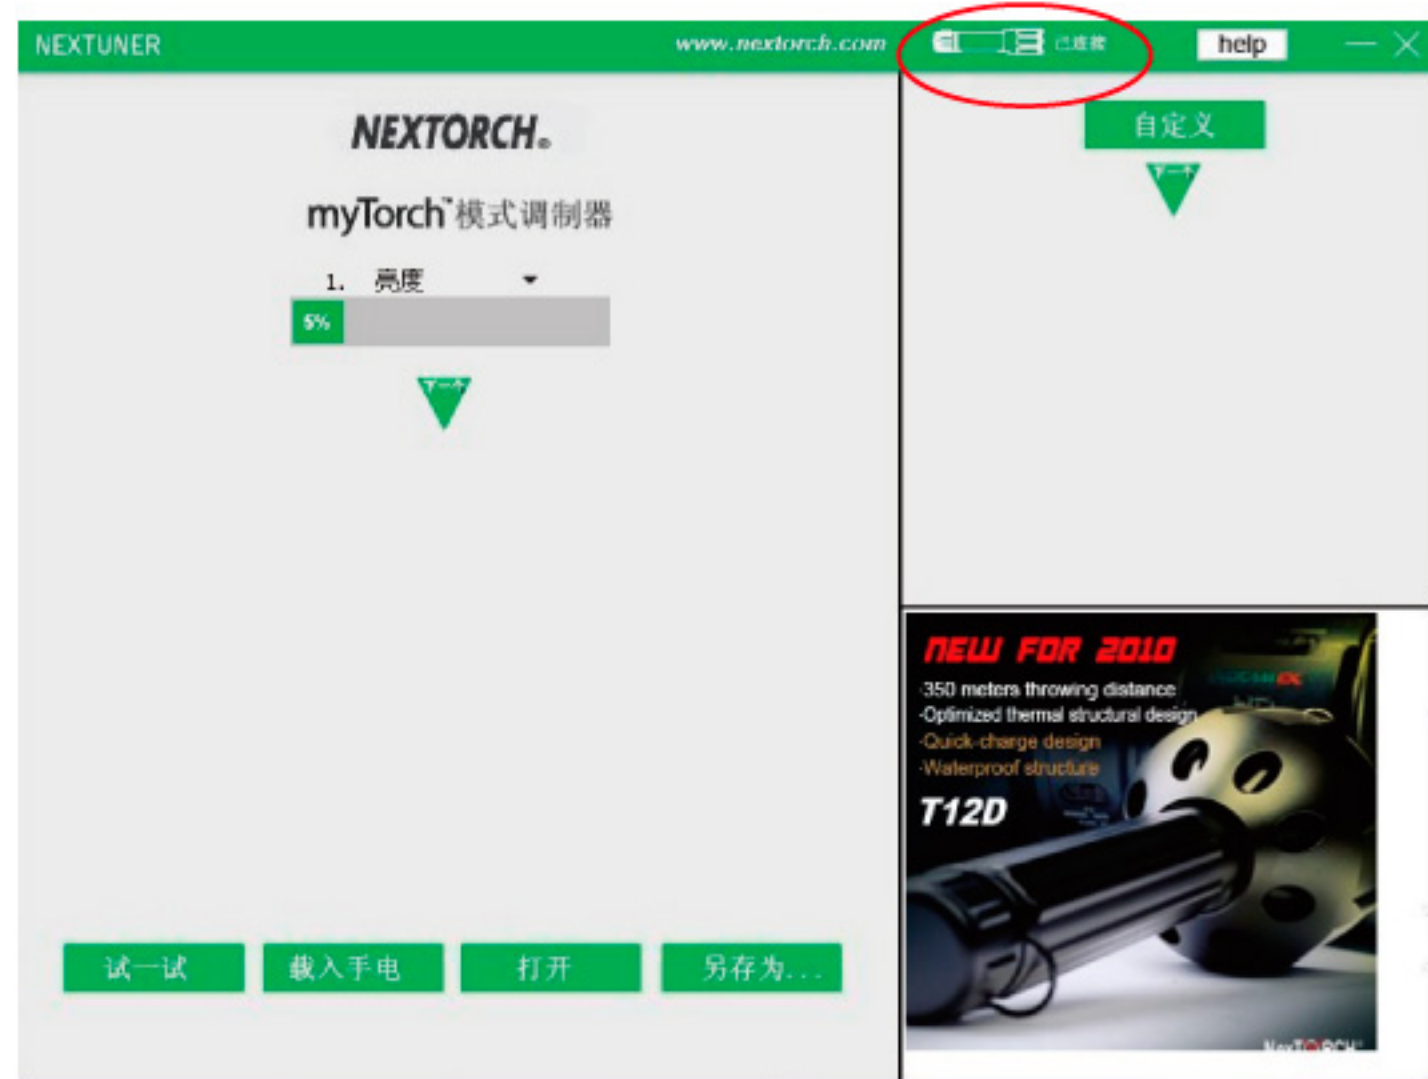 NEXTUNER
www.nextorch.com
已连接
help
NEXTORCH®
myTorch™模式调制器
1. 亮度
5%
下一个
试一试
载入手电
打开
另存为...
自定义
下一个
NEW FOR 2010
·350 meters throwing distance
·Optimized thermal structural design
·Quick-charge design
·Waterproof structure
T12D
NexTORCH™